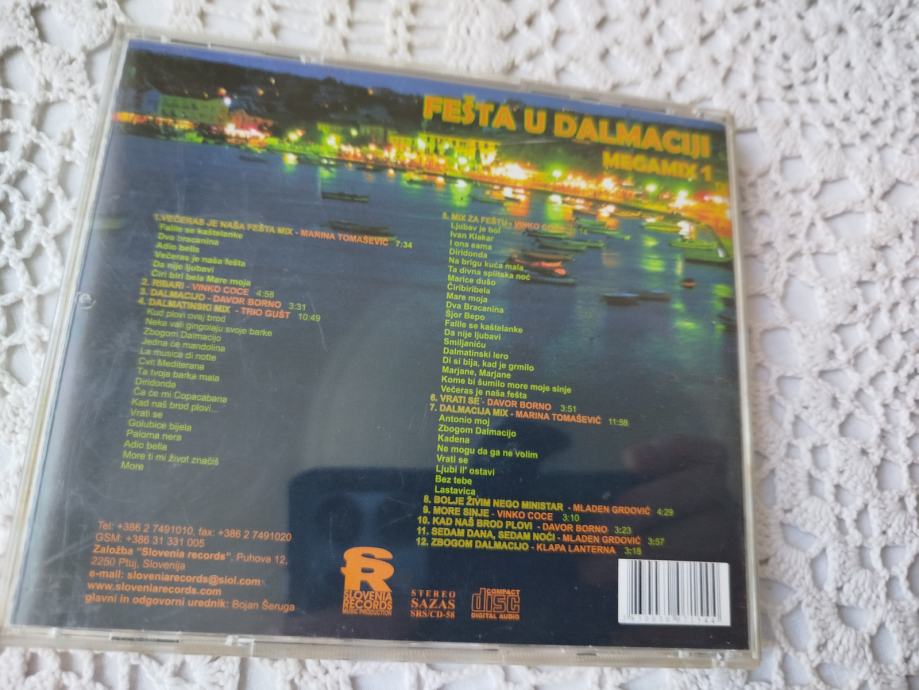 FEŠTA U DALMACIJI
MEGAMIX 1
1.VEČERAS JE NAŠA FEŠTA MIX - MARINA TOMAŠEVIĆ 7:34
Falile se kaštelanke
Dva bracanina
Adio bella
Večeras je naša fešta
Da nije ljubavi
Ćiri biri bela Mare moja
2. RIBARI - VINKO COCE 4:58
3. DALMACIJO - DAVOR BORNO 3:31
4. DALMATINSKI MIX - TRIO GUŠT 10:49
Kud plovi ovaj brod
Neka vali gingolaju svoje barke
Zbogom Dalmacijo
Jedna će mandolina
La musica di notte
Cvit Mediterana
Ta tvoja barka mala
Diridonda
Ća će mi Copacabana
Kad naš brod plovi...
Vrati se
Golubice bijela
Paloma nera
Adio bella
More ti mi život značiš
More
5. MIX ZA FEŠTU - VINKO
Ljubav je bol
Ivan Klakar
I ona sama
Diridonda
Na brigu kuća mala
Ta divna splitska noć
Marice dušo
Ćiribiribela
Mare moja
Dva Bracanina
Šjor Bepo
Falile se kaštelanke
Da nije ljubavi
Smiljaniću
Dalmatinski lero
Di si bija, kad je grmilo
Marjane, Marjane
Kome bi šumilo more moje sinje
Večeras je naša fešta
6. VRATI SE - DAVOR BORNO 3:51
7. DALMACIJA MIX - MARINA TOMAŠEVIĆ 11:58
Antonio moj
Zbogom Dalmacijo
Kadena
Ne mogu da ga ne volim
Vrati se
Ljubi il' ostavi
Bez tebe
Lastavica
8. BOLJE ŽIVIM NEGO MINISTAR - MLADEN GRDOVIĆ 4:29
9. MORE SINJE - VINKO COCE 3:10
10. KAD NAŠ BROD PLOVI - DAVOR BORNO 3:23
11. SEDAM DANA, SEDAM NOĆI - MLADEN GRDOVIĆ 3:57
12. ZBOGOM DALMACIJO - KLAPA LANTERNA 3:18
Tel: +386 2 7491010, fax: +386 2 7491020
GSM: +386 31 331 005
Založba "Slovenia records", Puhova 12,
2250 Ptuj, Slovenija
e-mail: sloveniarecords@siol.com
www.sloveniarecords.com
glavni in odgovorni urednik: Bojan Šeruga
SR
SLOVENIA
RECORDS
MUSIC PRODUCTION
STEREO
SAZAS
SRS/CD-58
COMPACT
disc
DIGITAL AUDIO